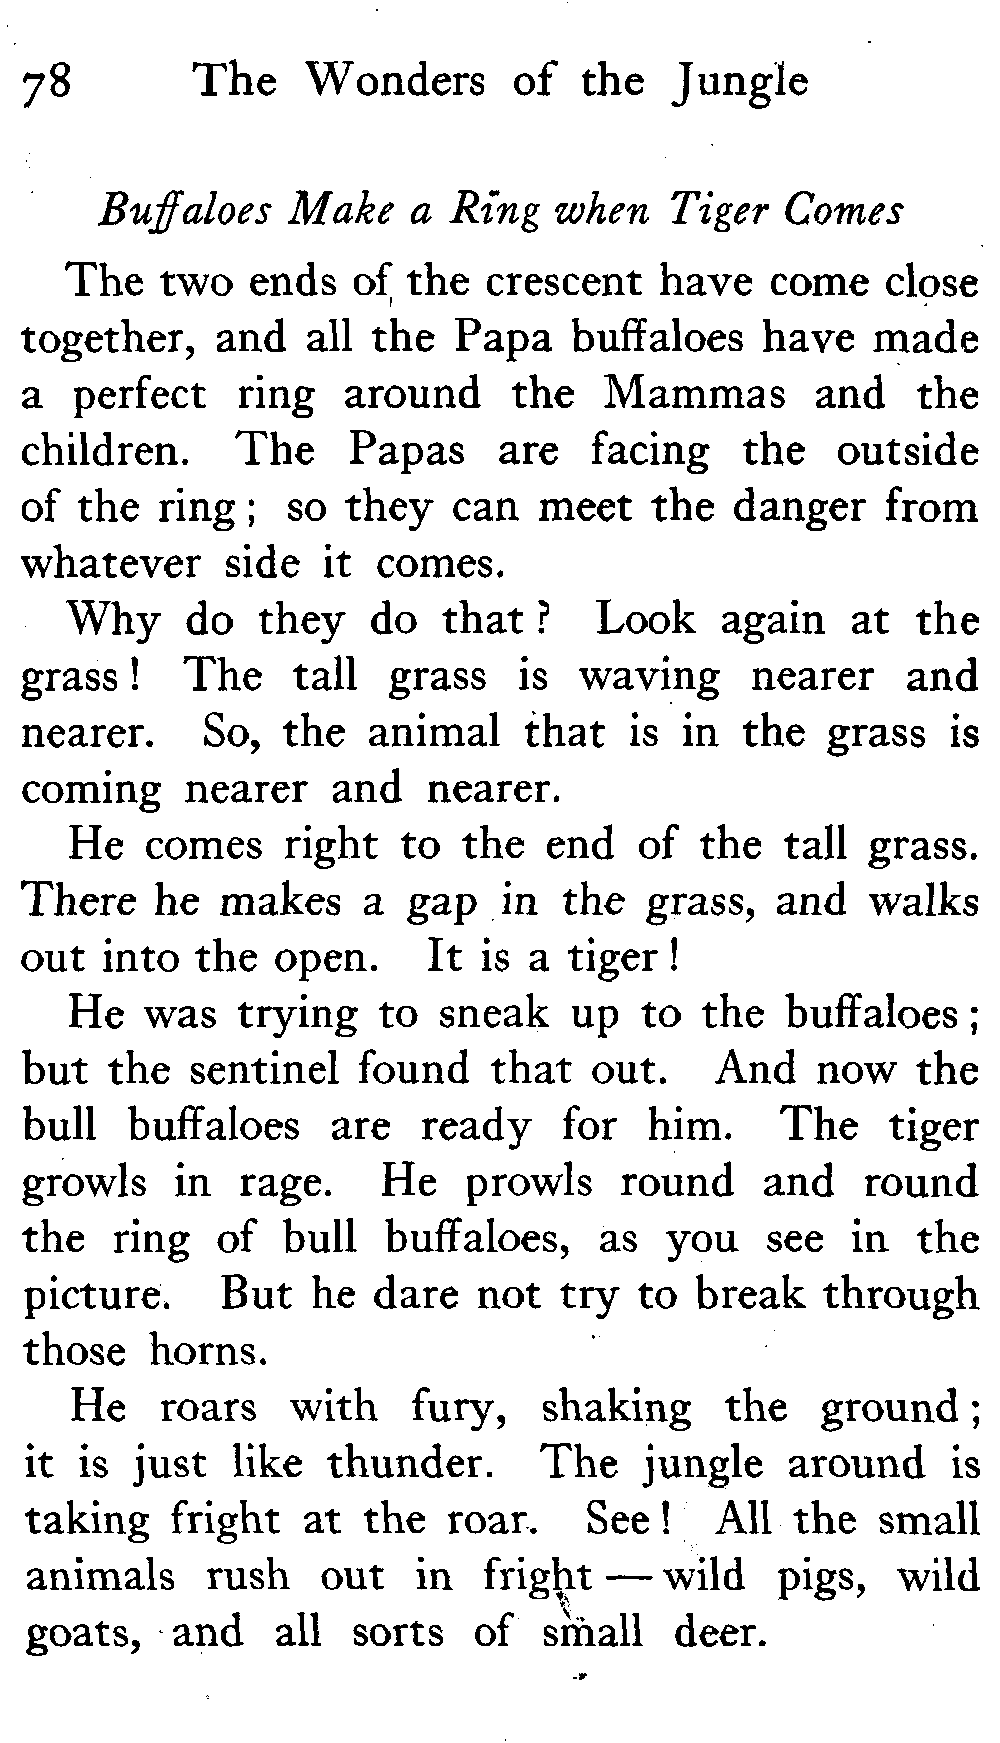 78 The Wonders of the Jungle
Buffaloes Make a Ring when Tiger Comes
The two ends of the crescent have come close
together, and all the Papa buffaloes have made
a perfect ring around the Mammas and the
children. The Papas are facing the outside
of the ring; so they can meet the danger from
whatever side it comes.
Why do they do that? Look again at the
grass! The tall grass is waving nearer and
nearer. So, the animal that is in the grass is
coming nearer and nearer.
He comes right to the end of the tall grass.
There he makes a gap in the grass, and walks
out into the open. It is a tiger!
He was trying to sneak up to the buffaloes;
but the sentinel found that out. And now the
bull buffaloes are ready for him. The tiger
growls in rage. He prowls round and round
the ring of bull buffaloes, as you see in the
picture. But he dare not try to break through
those horns.
He roars with fury, shaking the ground;
it is just like thunder. The jungle around is
taking fright at the roar. See! All the small
animals rush out in fright — wild pigs, wild
goats, and all sorts of small deer.